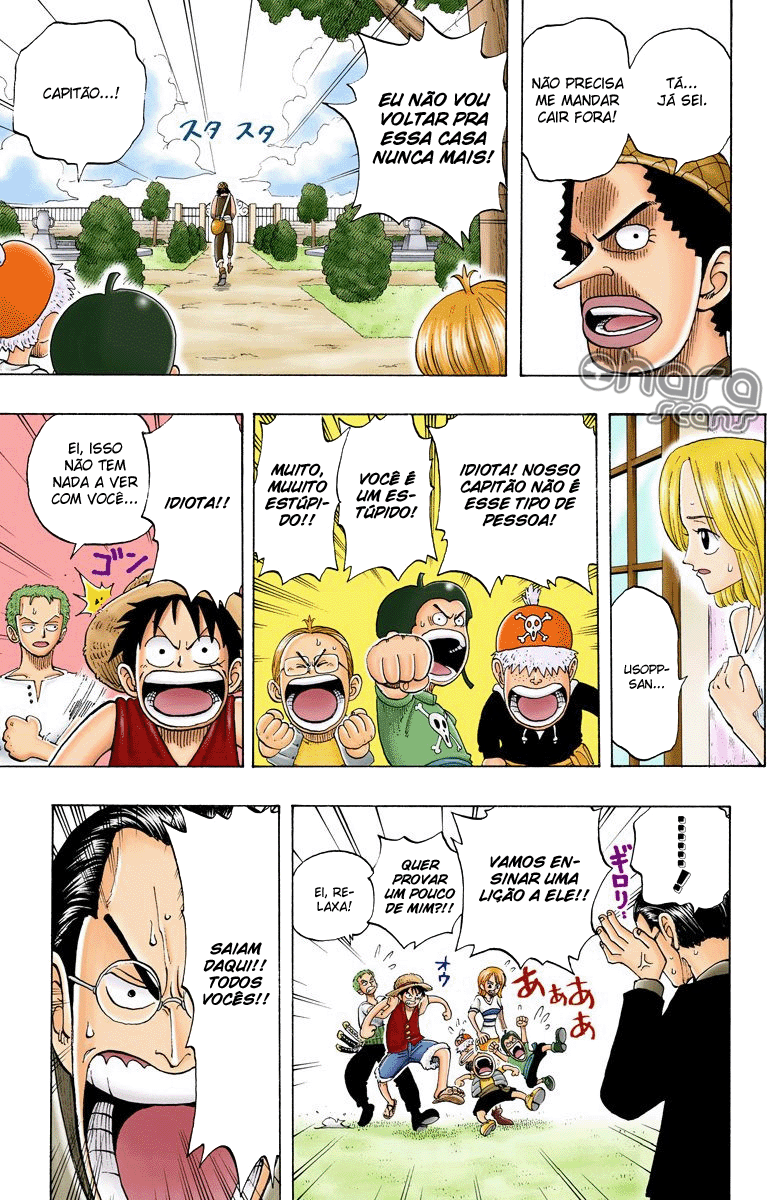 TÁ...
JÁ SEI.
NÃO PRECISA
ME MANDAR
CAIR FORA!
EU NÃO VOU
VOLTAR PRA
ESSA CASA
NUNCA MAIS!
スタ スタ
CAPITÃO...!
OHARA
SCANS
USOPP-
SAN...
IDIOTA! NOSSO
CAPITÃO NÃO É
ESSE TIPO DE
PESSOA!
VOCÊ É
UM ES-
TÚPIDO!
MUITO,
MUUITO
ESTÚPI-
DO!!
IDIOTA!!
EI, ISSO
NÃO TEM
NADA A VER
COM VOCÊ...
ゴン
........!
ギロリ
VAMOS EN-
SINAR UMA
LIÇÃO A ELE!!
QUER
PROVAR
UM POUCO
DE MIM?!!
EI, RE-
LAXA!
オウ
あぁああ
SAIAM
DAQUI!!
TODOS
VOCÊS!!